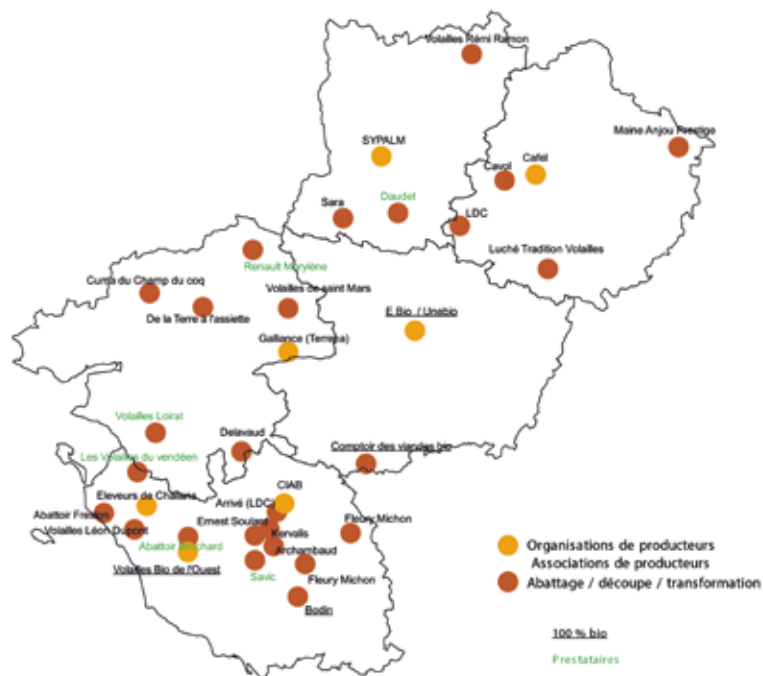 Volailles Rémi Ramon
Maine Anjou Prestige
SYPALM
Cafel
Cavol
Daudet
Sara
LDC
Luché Tradition Volailles
Renault Marylène
Cuma du Champ du coq
Volailles de saint Mars
De la Terre à l'assiette
E Bio / Unebio
Galliance (Terrena)
Volailles Loirat
Delavaud
Comptoir des viandes bio
Les Volailles du vendéen
CIAB
Eleveurs de Challans
Arrivé (LDC)
Abattoir Freslon
Ernest Soulard
Fleury Michon
Volailles Léon Dupont
Kervalis
Abattoir Brochard
Archambaud
Organisations de producteurs
Volailles Bio de l'Ouest
Associations de producteurs
Savic
Fleury Michon
Abattage / découpe / transformation
Bodin
100 % bio
Prestataires